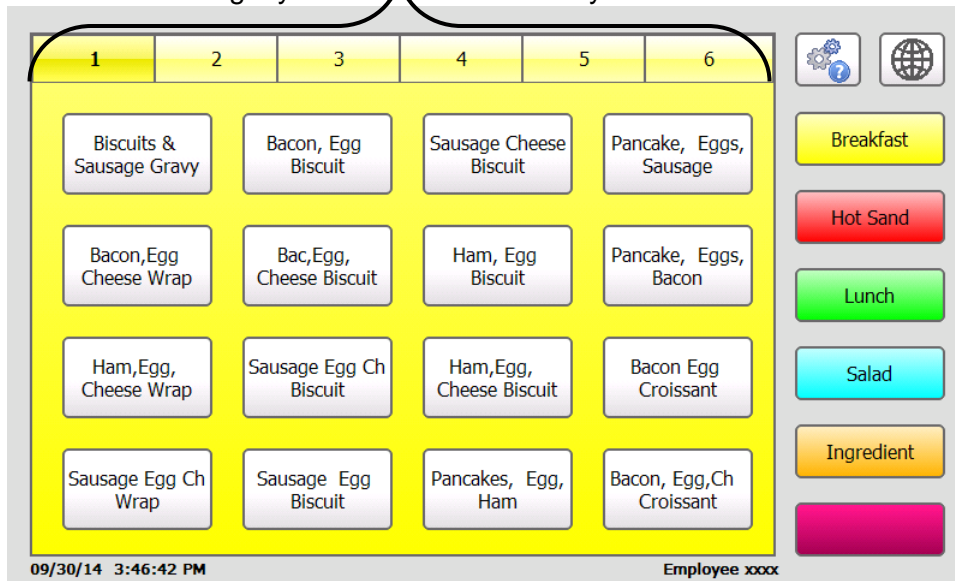 1 2 3 4 5 6
Biscuits &
Sausage Gravy
Bacon, Egg
Biscuit
Sausage Cheese
Biscuit
Pancake, Eggs,
Sausage
Breakfast
Bacon,Egg
Cheese Wrap
Bac,Egg,
Cheese Biscuit
Ham, Egg
Biscuit
Pancake, Eggs,
Bacon
Hot Sand
Lunch
Ham,Egg,
Cheese Wrap
Sausage Egg Ch
Biscuit
Ham,Egg,
Cheese Biscuit
Bacon Egg
Croissant
Salad
Sausage Egg Ch
Wrap
Sausage Egg
Biscuit
Pancakes, Egg,
Ham
Bacon, Egg,Ch
Croissant
Ingredient
09/30/14 3:46:42 PM
Employee xxxx